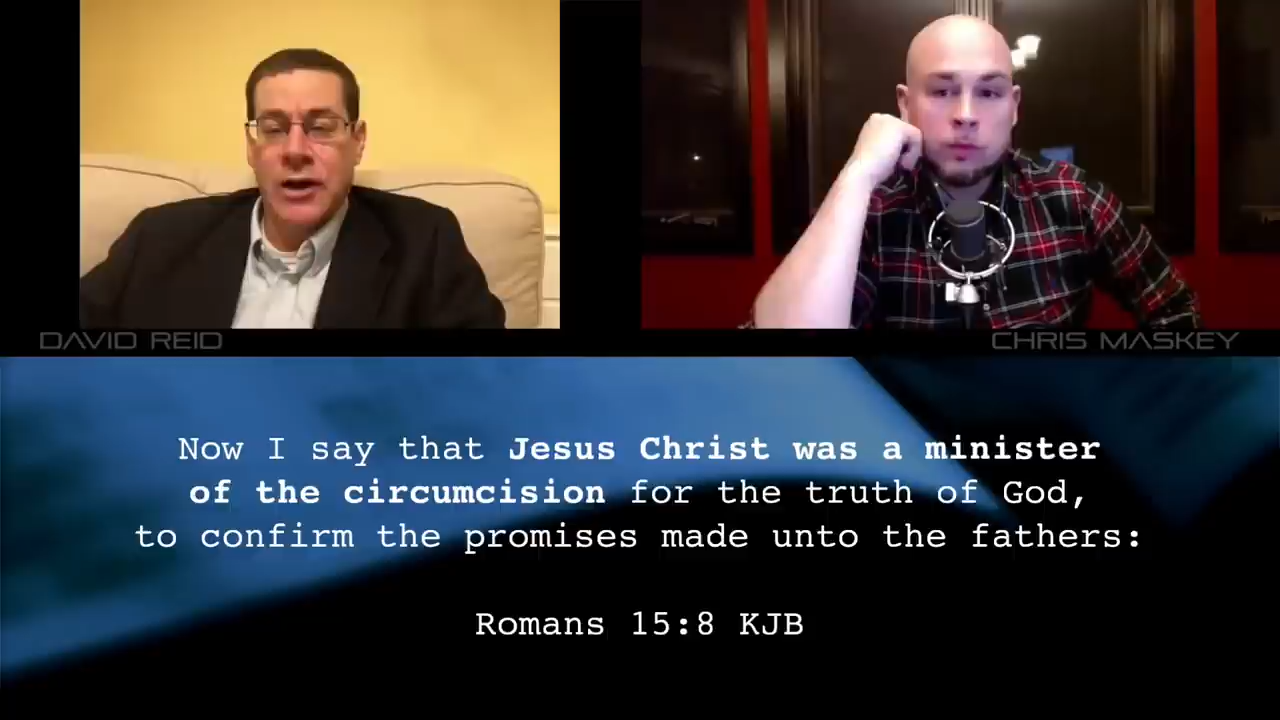 DAVID REID
CHRIS MASKEY
Now I say that Jesus Christ was a minister
of the circumcision for the truth of God,
to confirm the promises made unto the fathers:
Romans 15:8 KJB